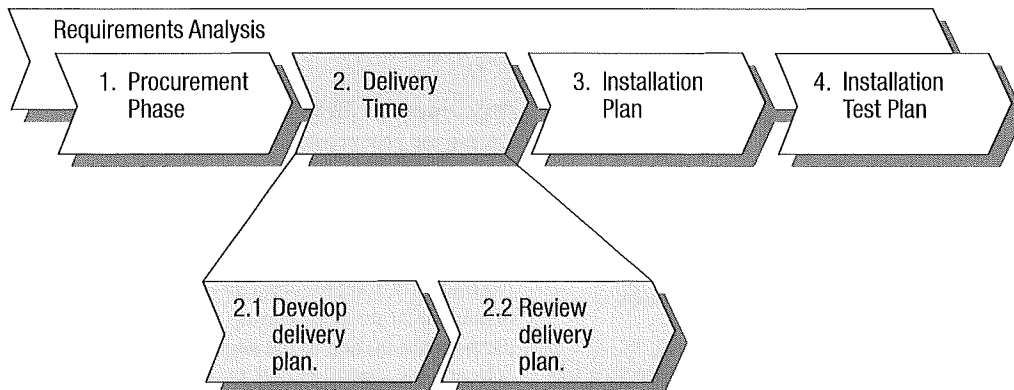 Requirements Analysis
1. Procurement
Phase
2. Delivery
Time
3. Installation
Plan
4. Installation
Test Plan
2.1 Develop
delivery
plan.
2.2 Review
delivery
plan.